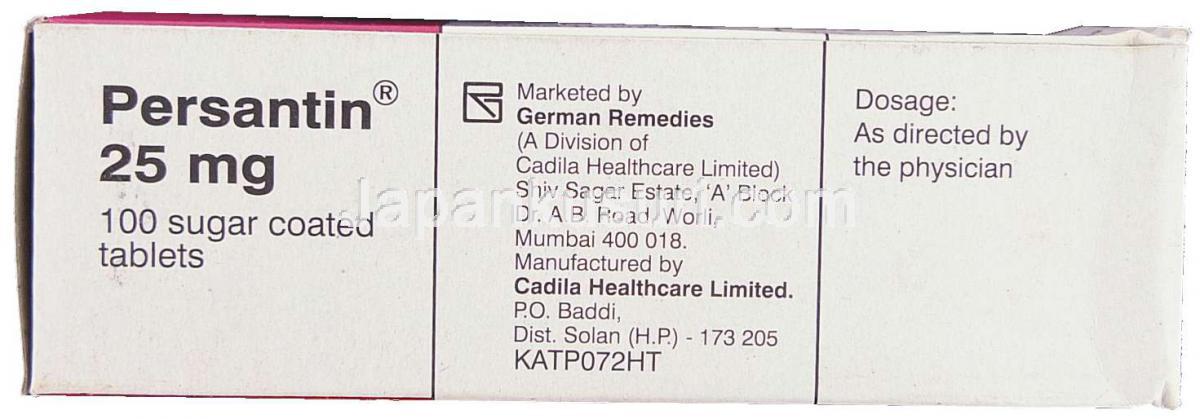 Persantin®
25 mg
100 sugar coated
tablets
Marketed by
German Remedies
(A Division of
Cadila Healthcare Limited)
Shiv Sagar Estate, 'A' Block
Dr. A.B. Road, Worli,
Mumbai 400 018.
Manufactured by
Cadila Healthcare Limited.
P.O. Baddi,
Dist. Solan (H.P.) - 173 205
KATP072HT
Dosage:
As directed by
the physician